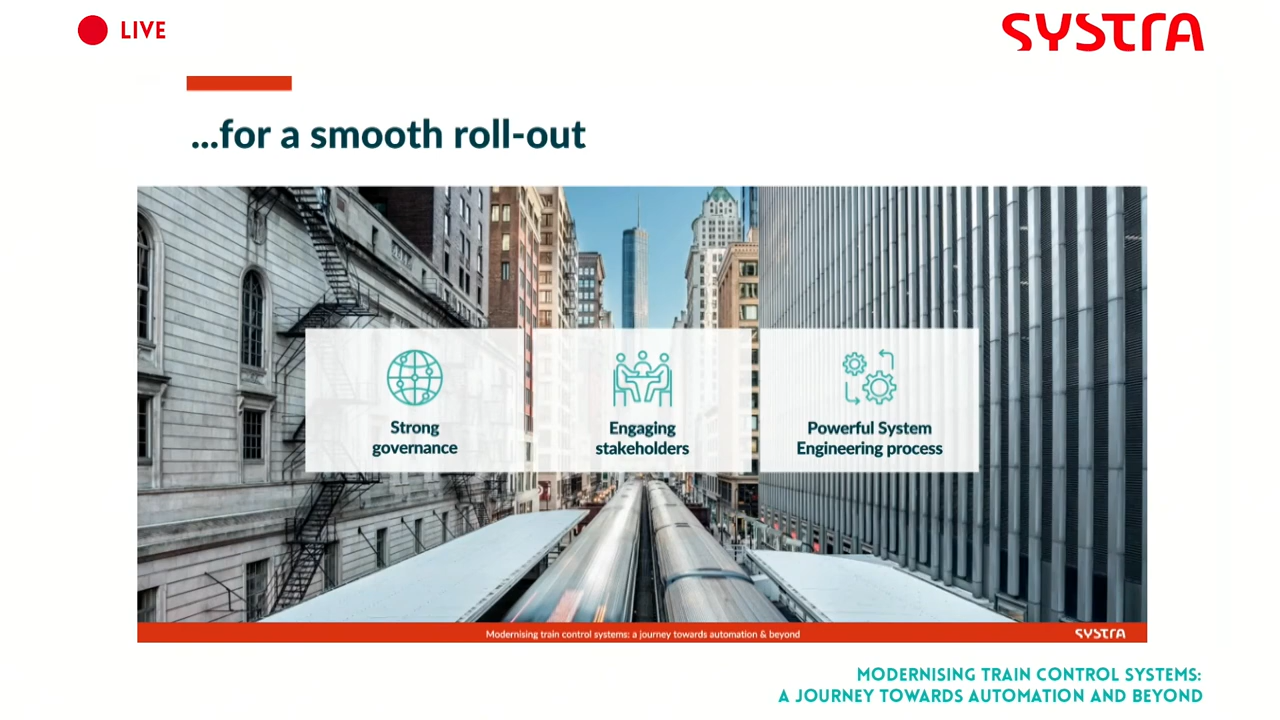 LIVE
SYSTRA
...for a smooth roll-out
Strong
governance
Engaging
stakeholders
Powerful System
Engineering process
Modernising train control systems: a journey towards automation & beyond
SYSTRA
MODERNISING TRAIN CONTROL SYSTEMS:
A JOURNEY TOWARDS AUTOMATION AND BEYOND